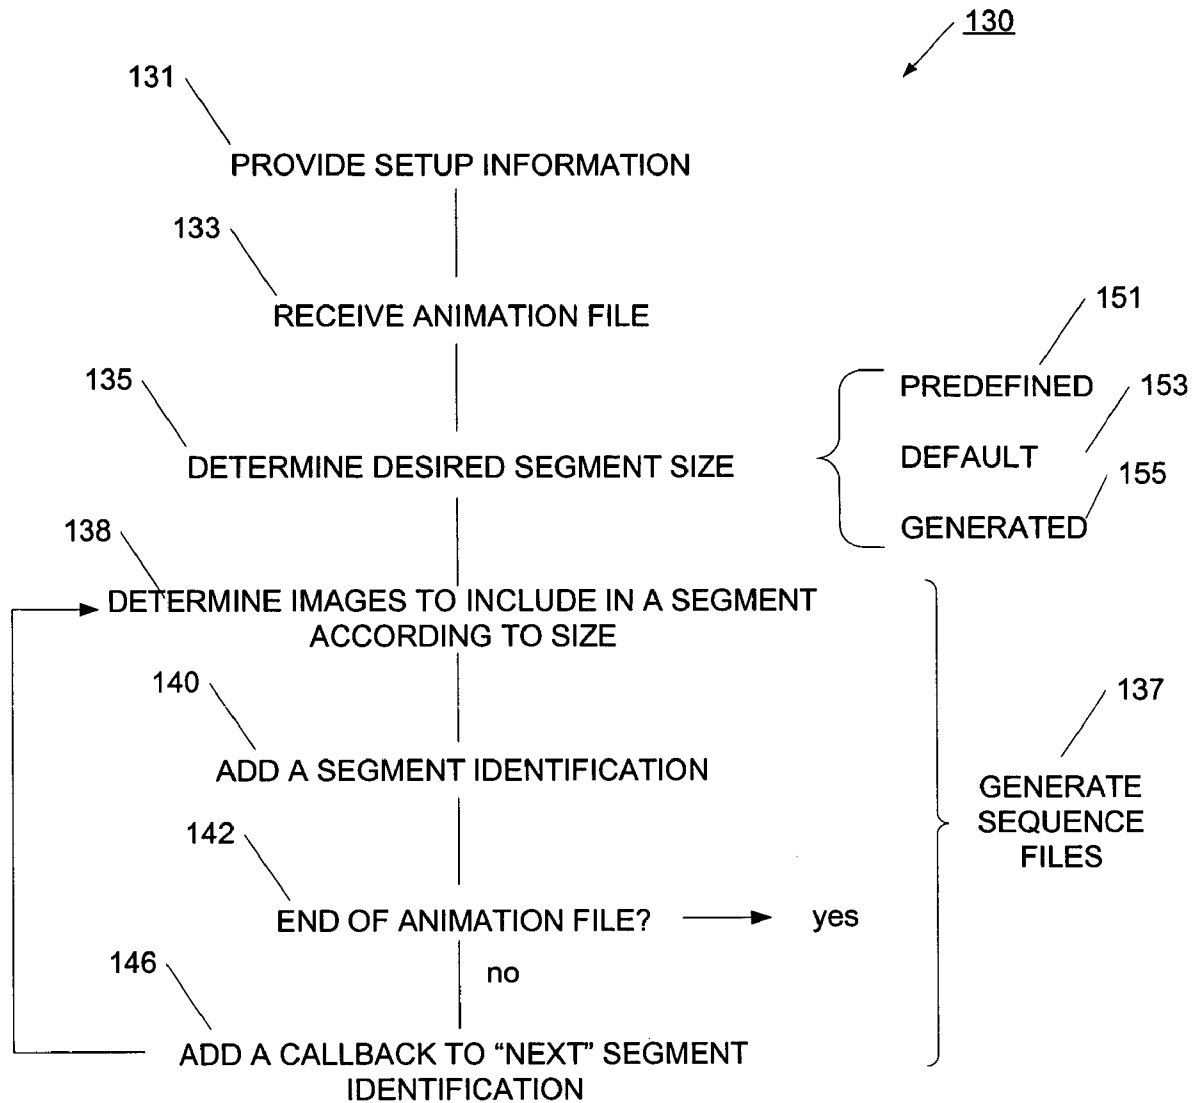 130
131
PROVIDE SETUP INFORMATION
133
RECEIVE ANIMATION FILE
151
135
PREDEFINED
153
DETERMINE DESIRED SEGMENT SIZE
DEFAULT
155
GENERATED
138
DETERMINE IMAGES TO INCLUDE IN A SEGMENT
ACCORDING TO SIZE
140
137
ADD A SEGMENT IDENTIFICATION
GENERATE
SEQUENCE
FILES
142
END OF ANIMATION FILE?
yes
no
146
ADD A CALLBACK TO “NEXT” SEGMENT
IDENTIFICATION